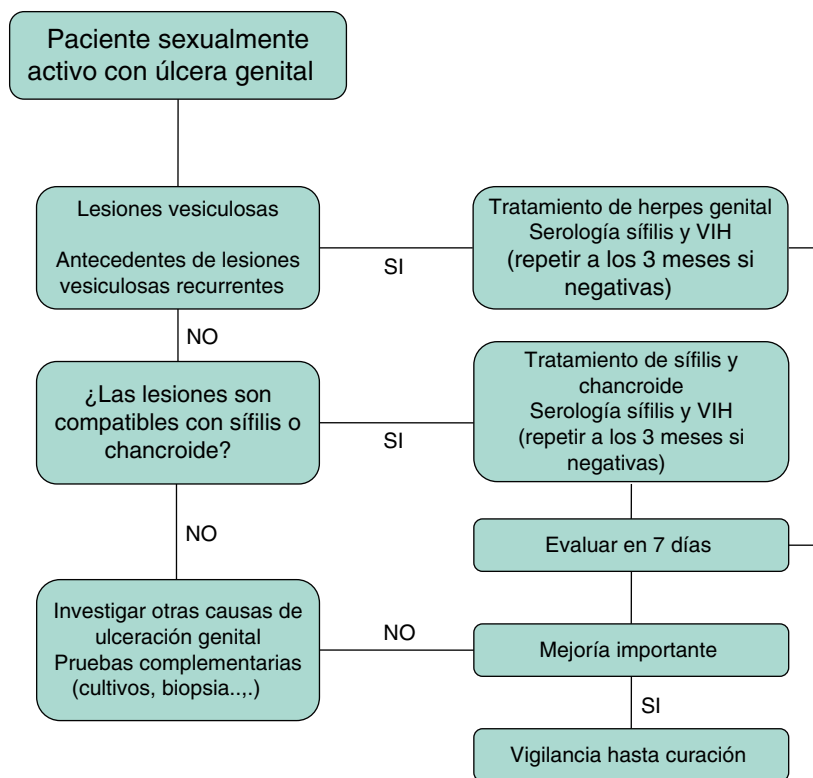 Paciente sexualmente
activo con úlcera genital
Lesiones vesiculosas
Antecedentes de lesiones
vesiculosas recurrentes
SI
Tratamiento de herpes genital
Serología sífilis y VIH
(repetir a los 3 meses si
negativas)
NO
¿Las lesiones son
compatibles con sífilis o
chancroide?
SI
Tratamiento de sífilis y
chancroide
Serología sífilis y VIH
(repetir a los 3 meses si
negativas)
NO
Evaluar en 7 días
Investigar otras causas de
ulceración genital
Pruebas complementarias
(cultivos, biopsia..,.)
NO
Mejoría importante
SI
Vigilancia hasta curación